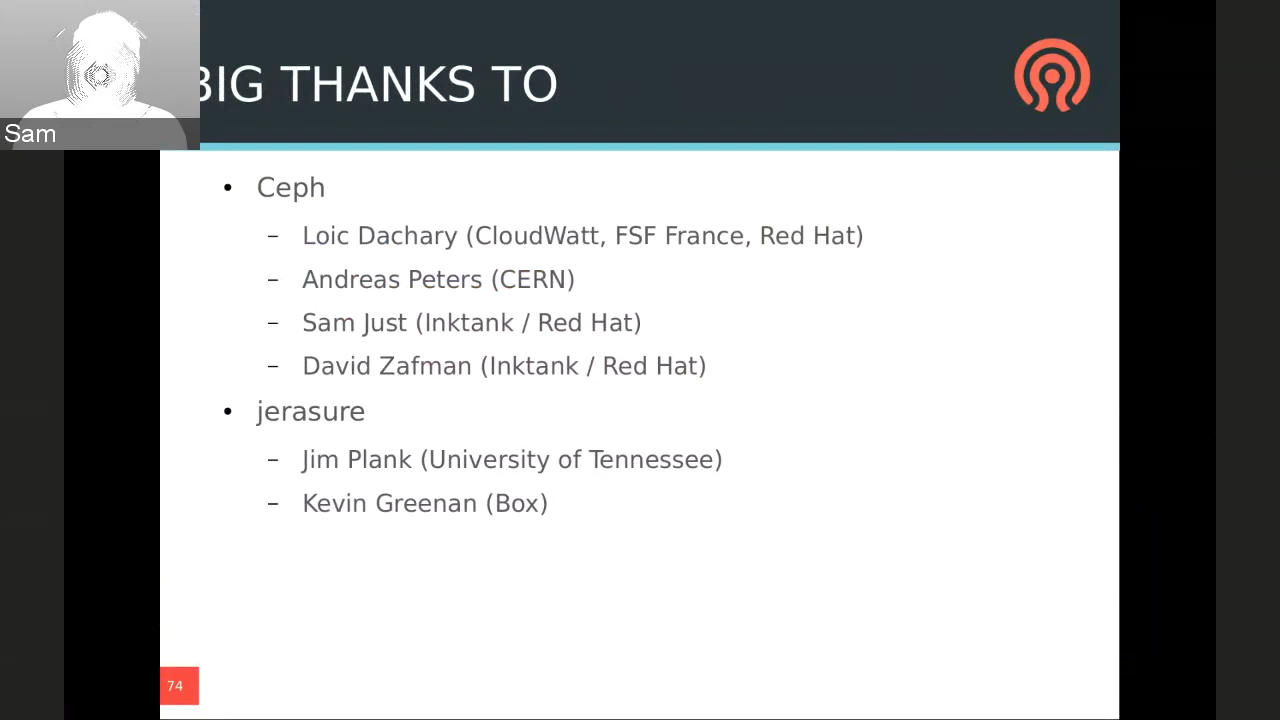 BIG THANKS TO
Sam
• Ceph
– Loic Dachary (CloudWatt, FSF France, Red Hat)
– Andreas Peters (CERN)
– Sam Just (Inktank / Red Hat)
– David Zafman (Inktank / Red Hat)
• jerasure
– Jim Plank (University of Tennessee)
– Kevin Greenan (Box)
74